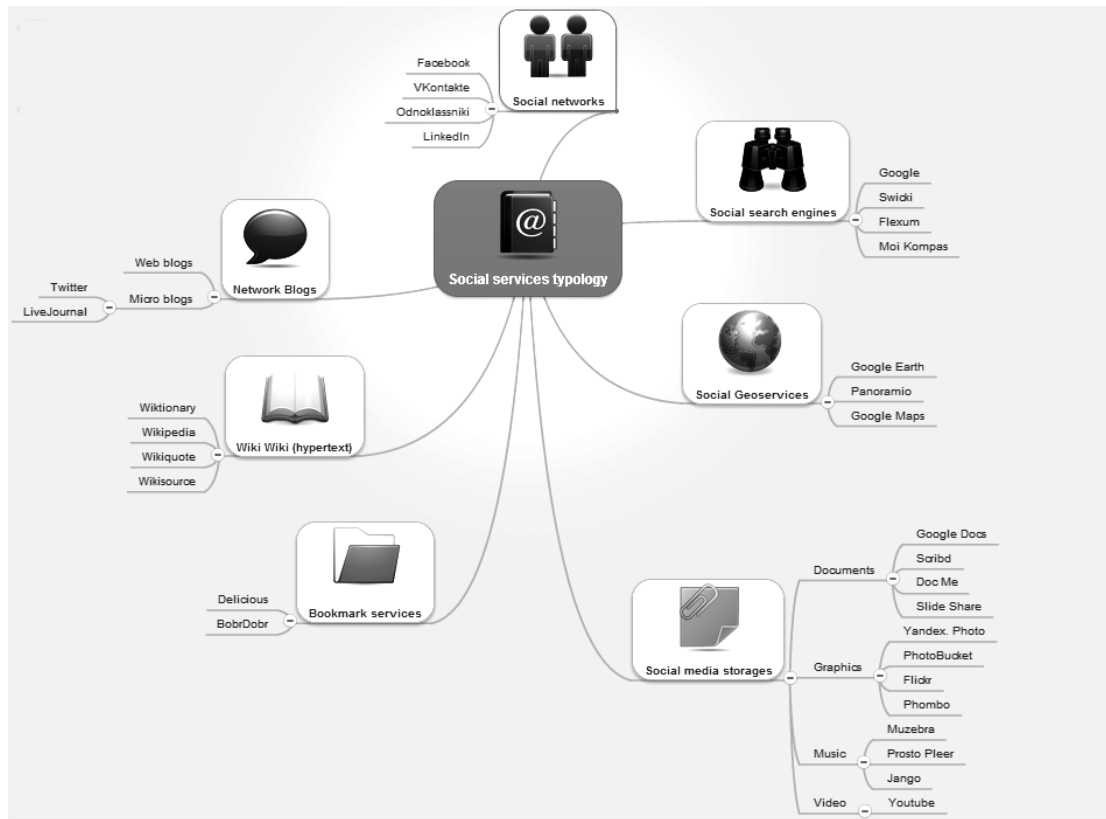 Social networks
Facebook
VKontakte
Odnoklassniki
LinkedIn
Social search engines
Google
Swicki
Flexum
Moi Kompas
@
Social services typology
Network Blogs
Web blogs
Micro blogs
Twitter
LiveJournal
Social Geoservices
Google Earth
Panoramio
Google Maps
Wiki Wiki (hypertext)
Wiktionary
Wikipedia
Wikiquote
Wikisource
Bookmark services
Delicious
BobrDobr
Social media storages
Documents
Google Docs
Scribd
Doc Me
Slide Share
Graphics
Yandex. Photo
PhotoBucket
Flickr
Phombo
Music
Muzebra
Prosto Pleer
Jango
Video
Youtube